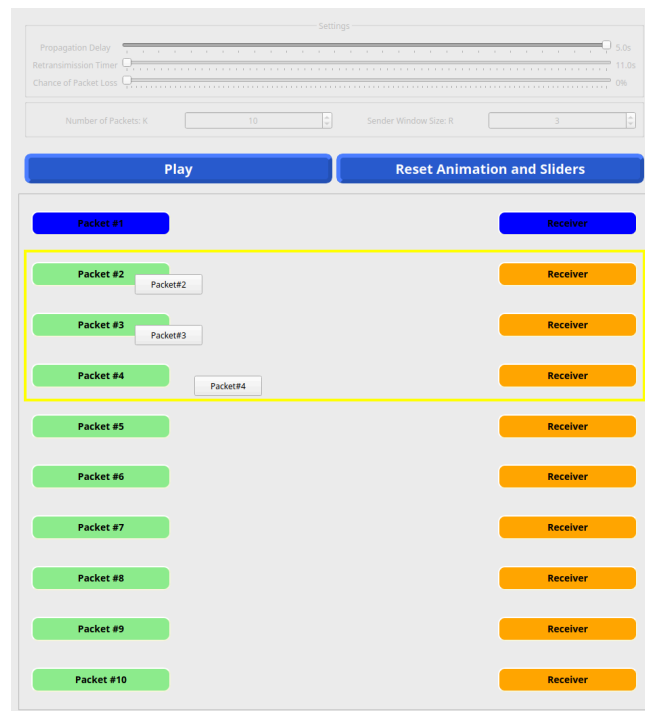 Settings
Propagation Delay 5.0s
Retransimission Timer 11.0s
Chance of Packet Loss 0%
Number of Packets: K 10 Sender Window Size: R 3
Play Reset Animation and Sliders
Packet #1 Receiver
Packet #2 Receiver
Packet#2
Packet #3 Receiver
Packet#3
Packet #4 Receiver
Packet#4
Packet #5 Receiver
Packet #6 Receiver
Packet #7 Receiver
Packet #8 Receiver
Packet #9 Receiver
Packet #10 Receiver